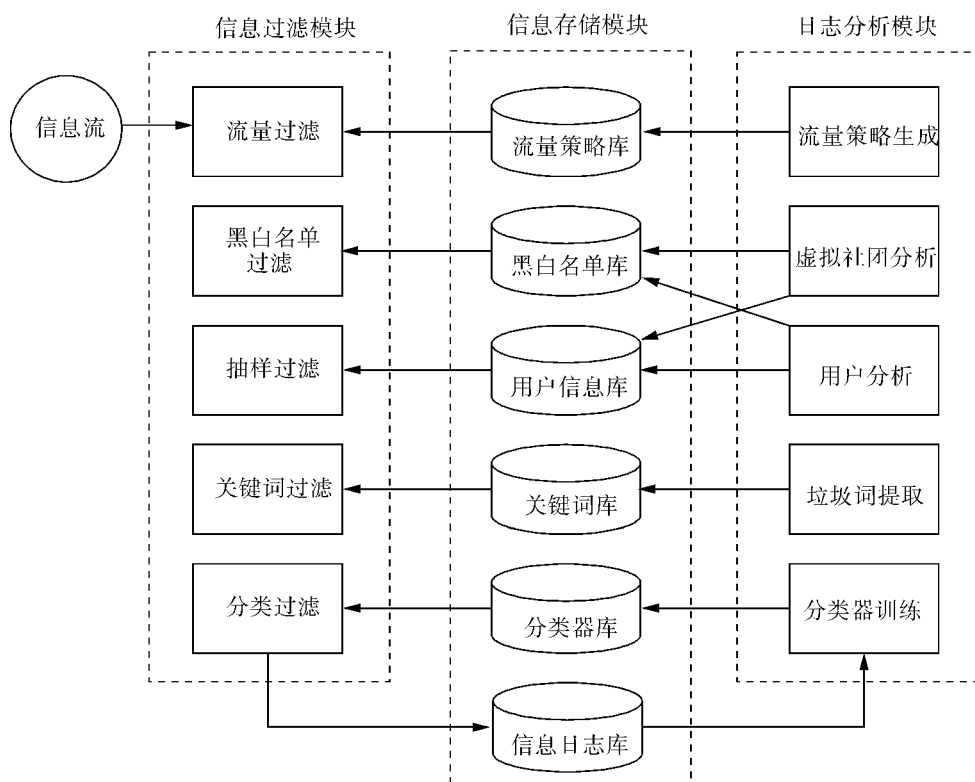 信息过滤模块
信息存储模块
日志分析模块
信息流
流量过滤
流量策略库
流量策略生成
黑白名单
过滤
黑白名单库
虚拟社团分析
抽样过滤
用户信息库
用户分析
关键词过滤
关键词库
垃圾词提取
分类过滤
分类器库
分类器训练
信息日志库